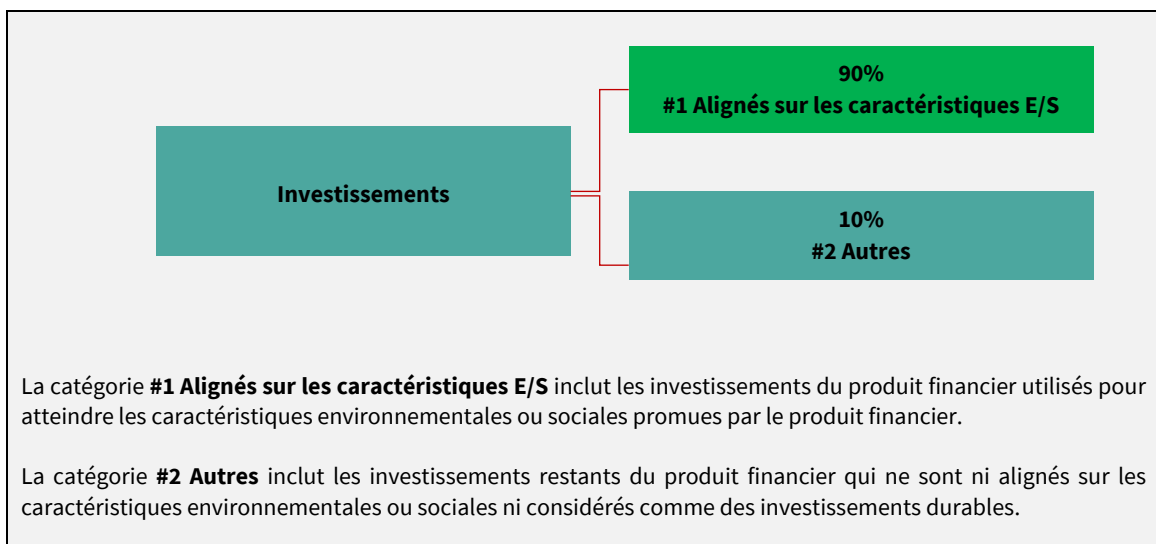 90%
#1 Alignés sur les caractéristiques E/S
Investissements
10%
#2 Autres
La catégorie #1 Alignés sur les caractéristiques E/S inclut les investissements du produit financier utilisés pour
atteindre les caractéristiques environnementales ou sociales promues par le produit financier.
La catégorie #2 Autres inclut les investissements restants du produit financier qui ne sont ni alignés sur les
caractéristiques environnementales ou sociales ni considérés comme des investissements durables.